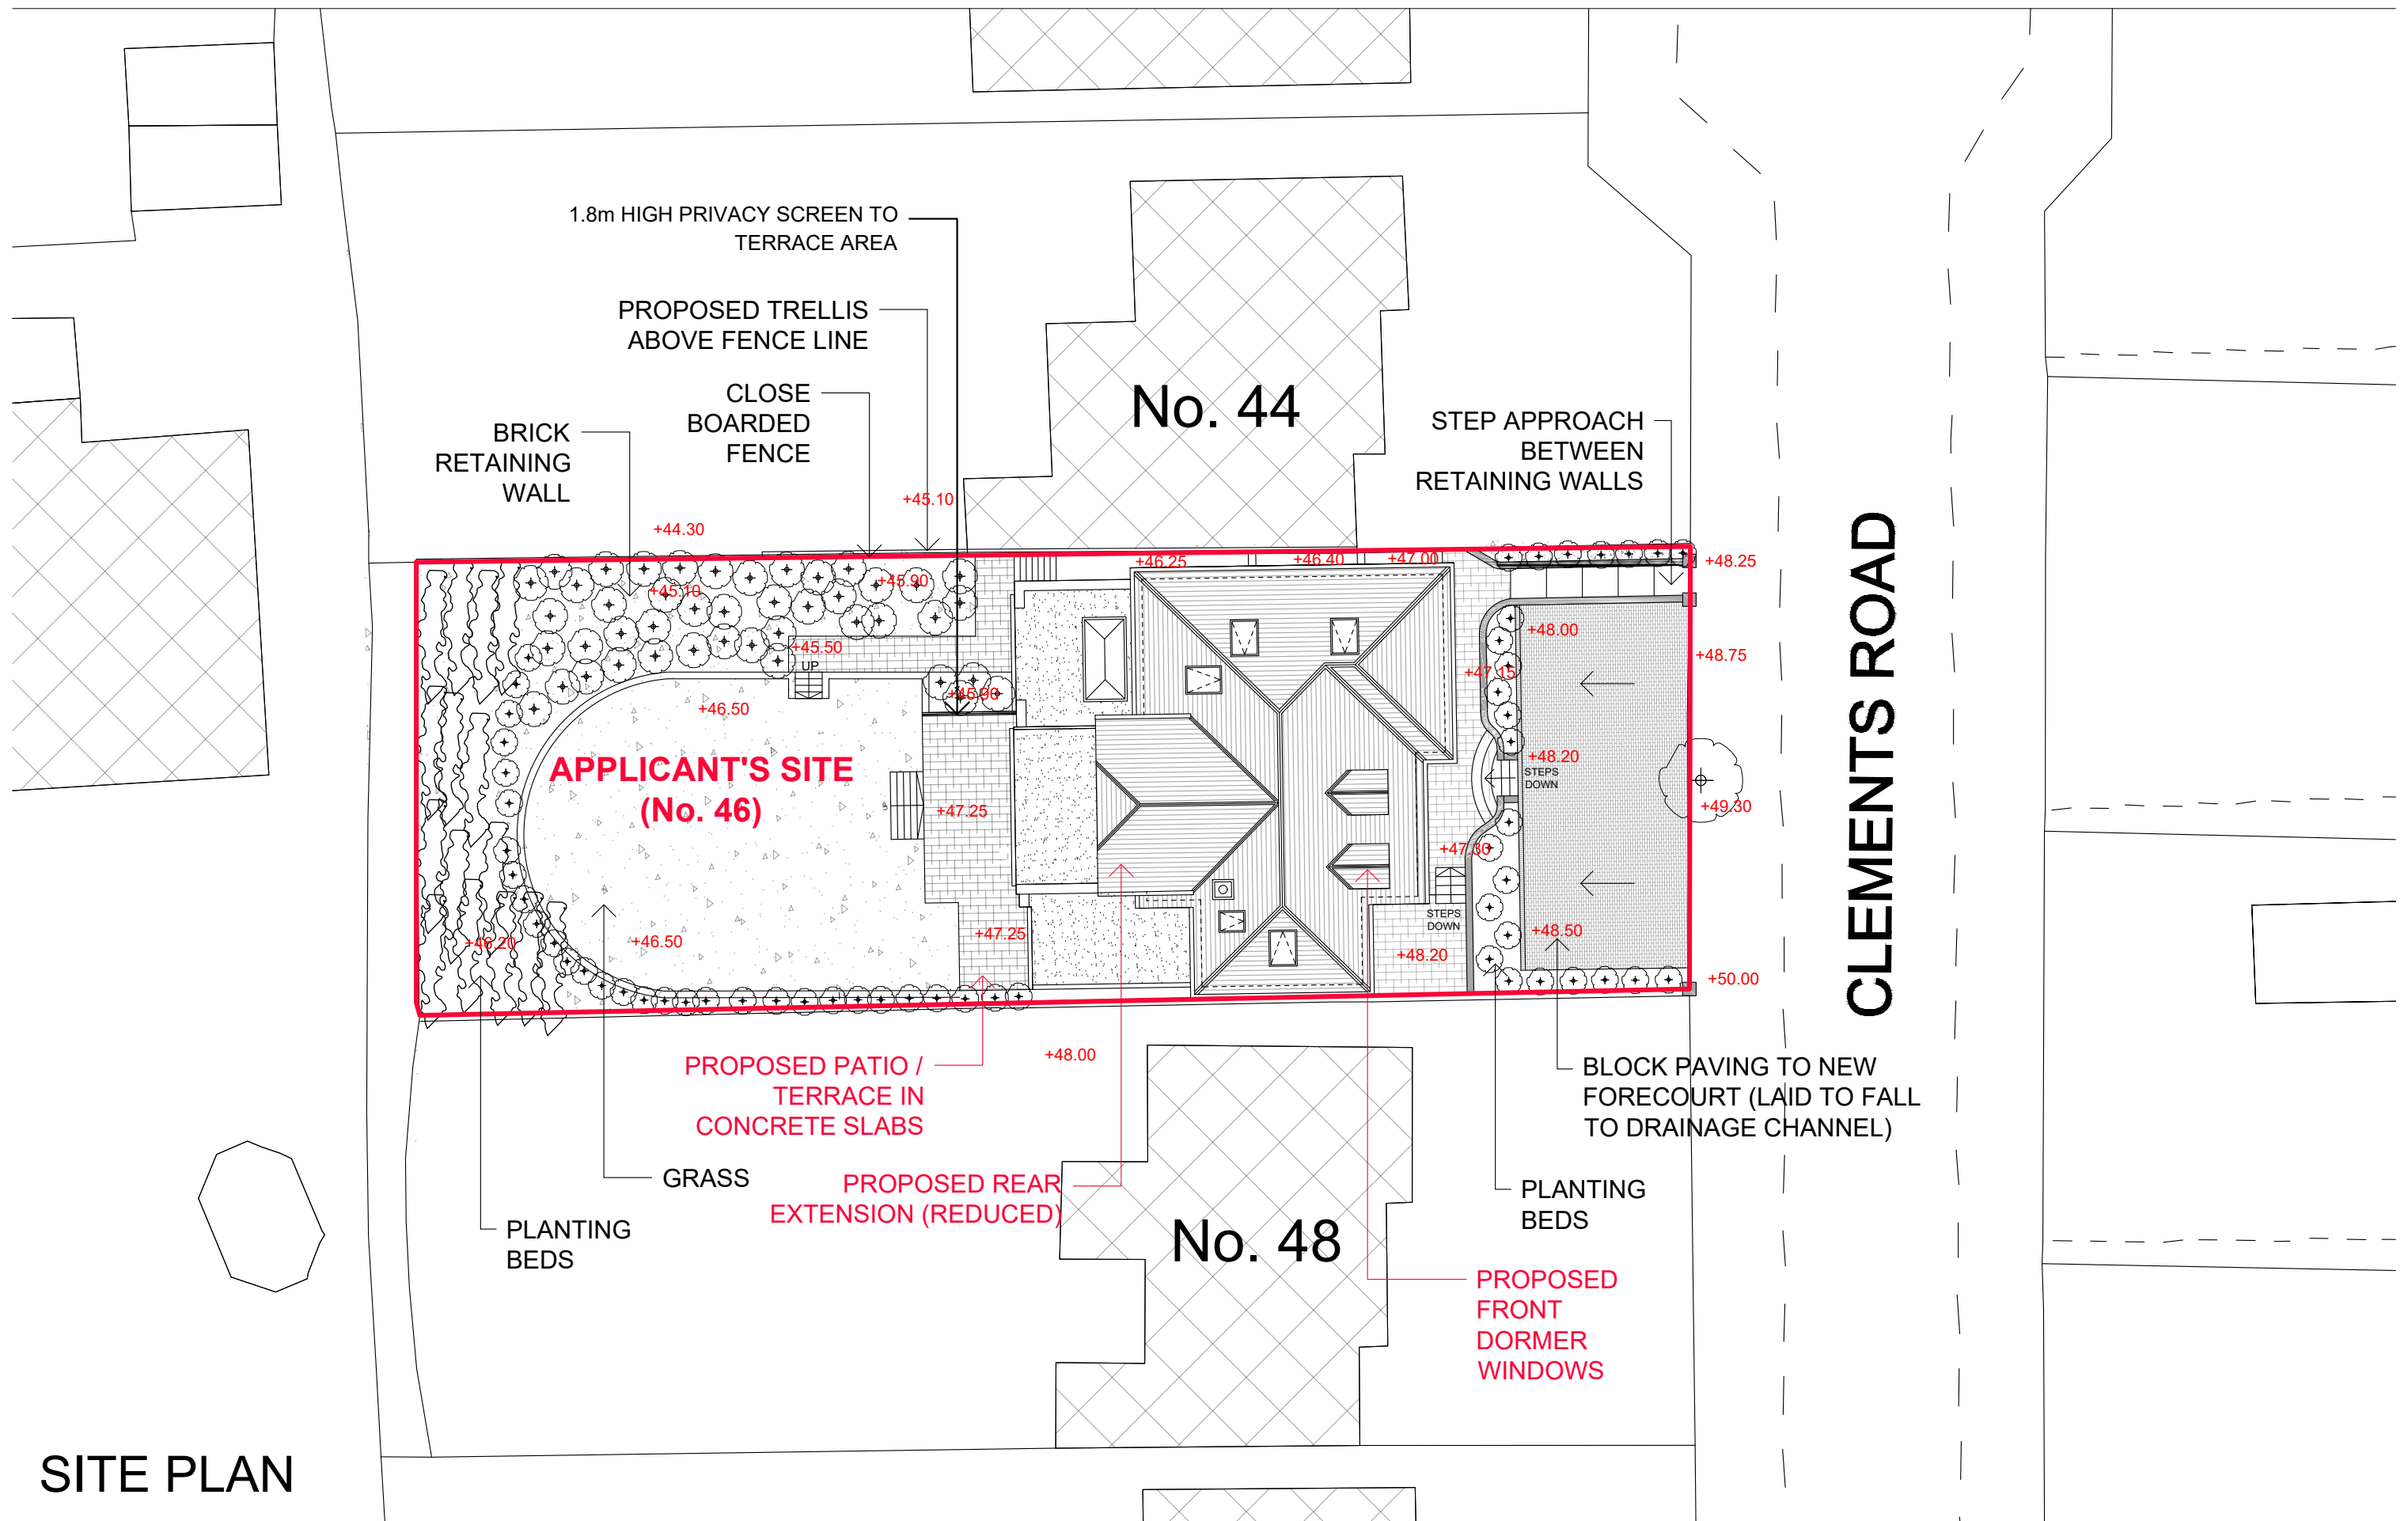 1.8m HIGH PRIVACY SCREEN TO
TERRACE AREA
PROPOSED TRELLIS
ABOVE FENCE LINE
CLOSE
BOARDED
FENCE
BRICK
RETAINING
WALL
No. 44
STEP APPROACH
BETWEEN
RETAINING WALLS
+45.10
+44.30
+46.25
+46.40
+47.00
+48.25
+45.90
+45.10
+48.00
+45.50
UP
+48.75
+47.15
+45.90
+46.50
APPLICANT'S SITE
(No. 46)
+48.20
STEPS
DOWN
+47.25
+49.30
+47.30
STEPS
DOWN
+46.20
+46.50
+47.25
+48.20
+48.50
+50.00
CLEMENTS ROAD
+48.00
PROPOSED PATIO /
TERRACE IN
CONCRETE SLABS
BLOCK PAVING TO NEW
FORECOURT (LAID TO FALL
TO DRAINAGE CHANNEL)
GRASS
PROPOSED REAR
EXTENSION (REDUCED)
PLANTING
BEDS
PLANTING
BEDS
No. 48
PROPOSED
FRONT
DORMER
WINDOWS
SITE PLAN